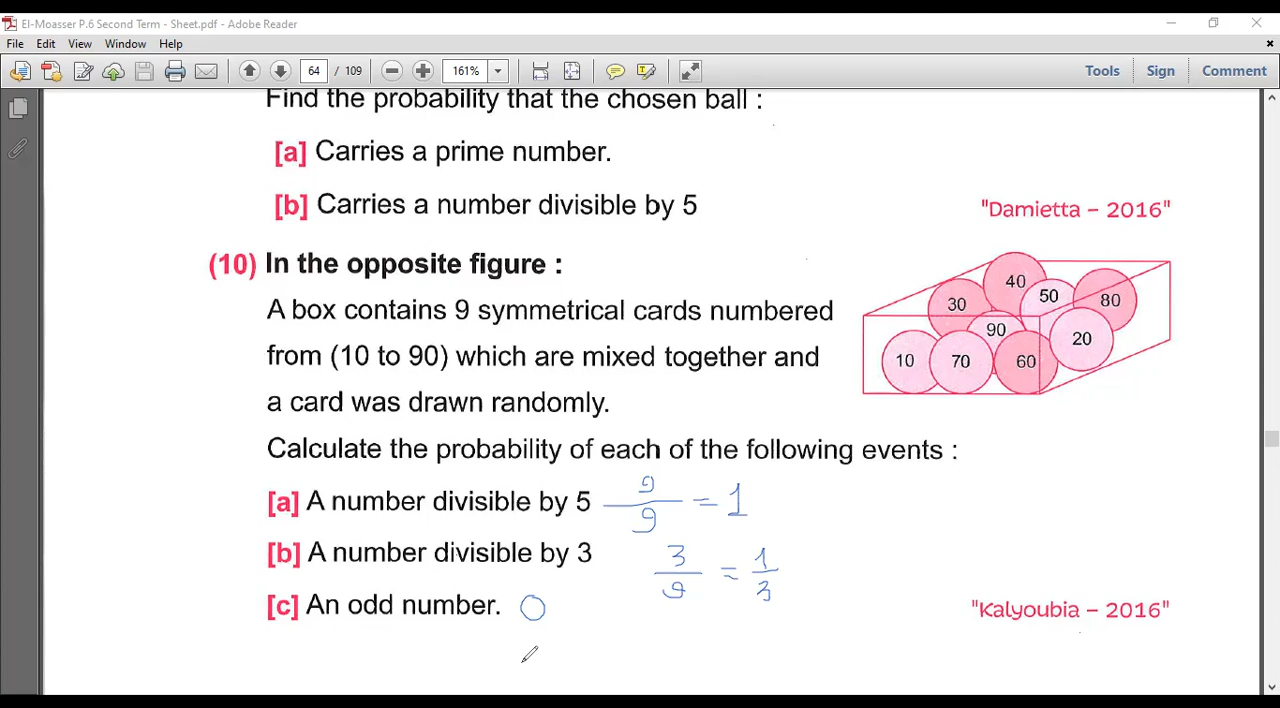 El-Moasser P.6 Second Term - Sheet.pdf - Adobe Reader
File Edit View Window Help
64 / 109 161% Tools Sign Comment
Find the probability that the chosen ball :
[a] Carries a prime number.
[b] Carries a number divisible by 5
"Damietta – 2016"
(10) In the opposite figure :
A box contains 9 symmetrical cards numbered
from (10 to 90) which are mixed together and
a card was drawn randomly.
40
30 50 80
90 20
10 70 60
Calculate the probability of each of the following events :
[a] A number divisible by 5 9/9 = 1
[b] A number divisible by 3 3/9 = 1/3
[c] An odd number. 0
"Kalyoubia – 2016"